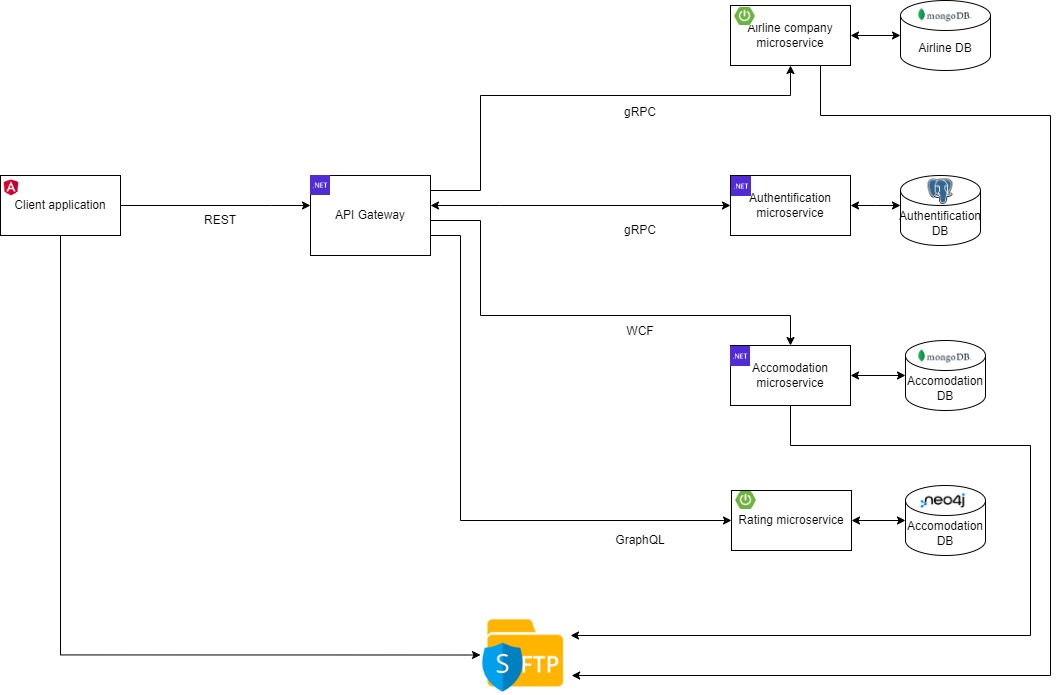 mongoDB
Airline company
microservice
Airline DB
gRPC
A
Client application
REST
.NET
API Gateway
.NET
Authentification
microservice
Authentification
DB
gRPC
WCF
.NET
Accomodation
microservice
mongoDB
Accomodation
DB
Rating microservice
neo4j
Accomodation
DB
GraphQL
SFTP